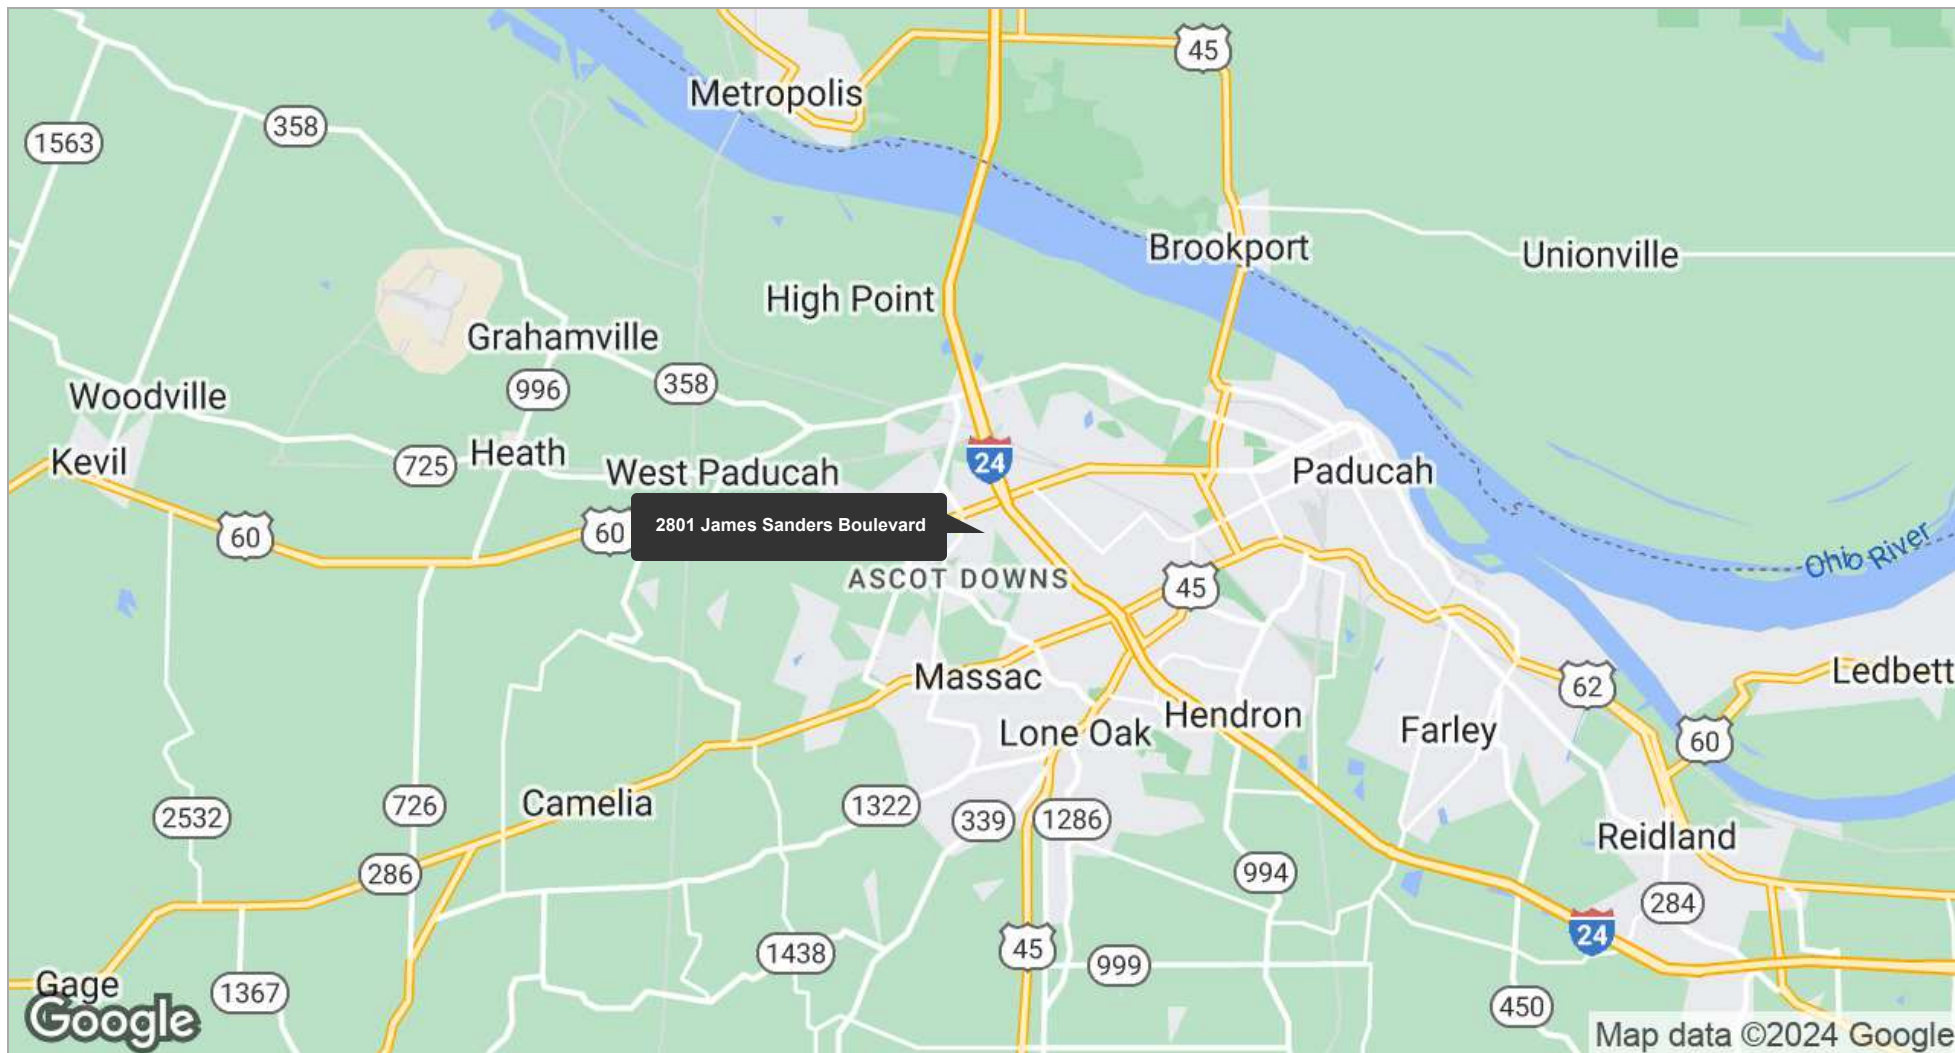 45
Metropolis
358
1563
Brookport
Unionville
High Point
Grahamville
996
358
Woodville
Kevil
725
Heath
West Paducah
24
Paducah
60
60
2801 James Sanders Boulevard
Ohio River
ASCOT DOWNS
45
Massac
Ledbett
62
Lone Oak
Hendron
Farley
60
2532
726
Camelia
1322
339
1286
Reidland
286
994
284
24
1438
45
999
Gage
1367
450
Google
Map data ©2024 Google